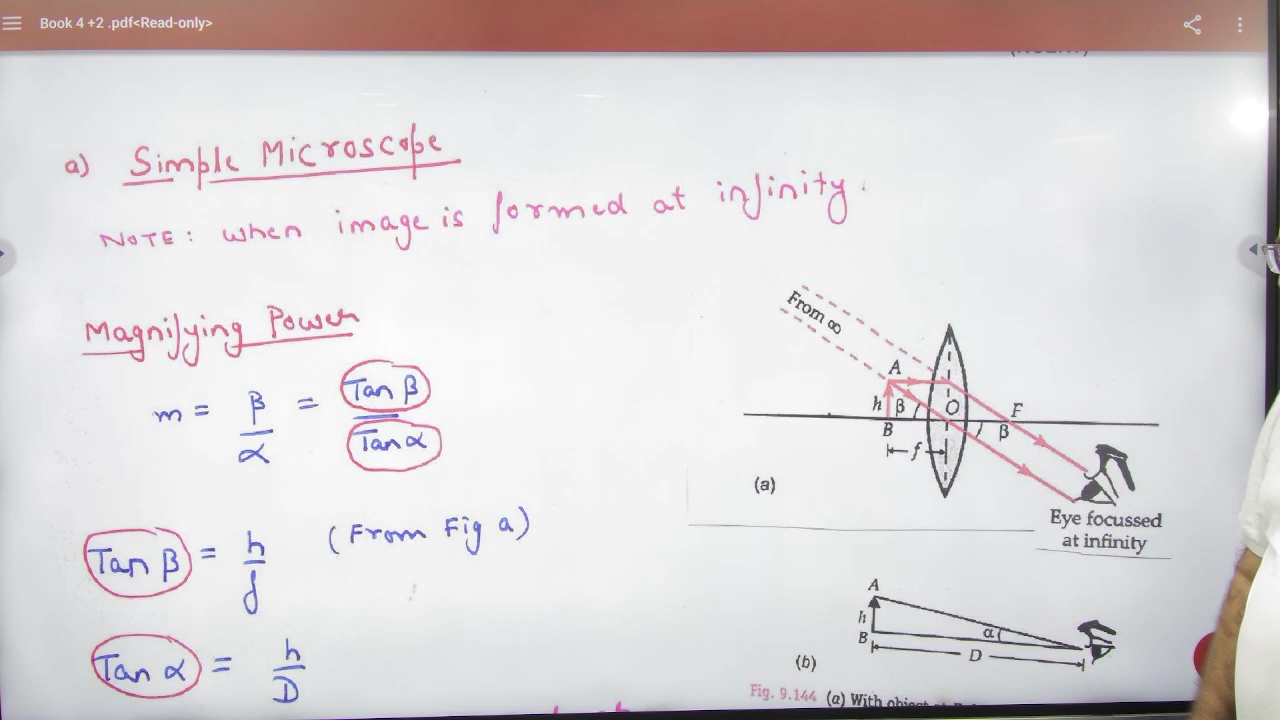 Book 4 +2 .pdf<Read-only>
a) Simple Microscope
NOTE: when image is formed at infinity.
Magnifying Power
m = β/α = Tan β/Tan α
Tan β = h/f (From Fig a)
Tan α = h/D
From ∞
A
h β O F
B β
f
(a)
Eye focussed
at infinity
A
h α
B
D
(b)
Fig. 9.144 (a) With object